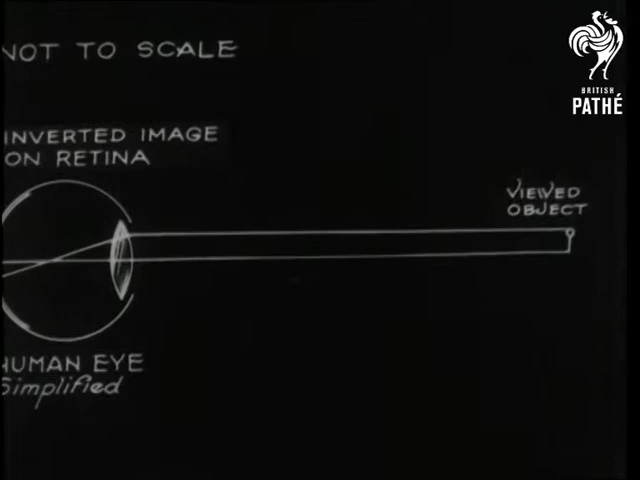 NOT TO SCALE
BRITISH
PATHÉ
INVERTED IMAGE
ON RETINA
VIEWED
OBJECT
HUMAN EYE
Simplified